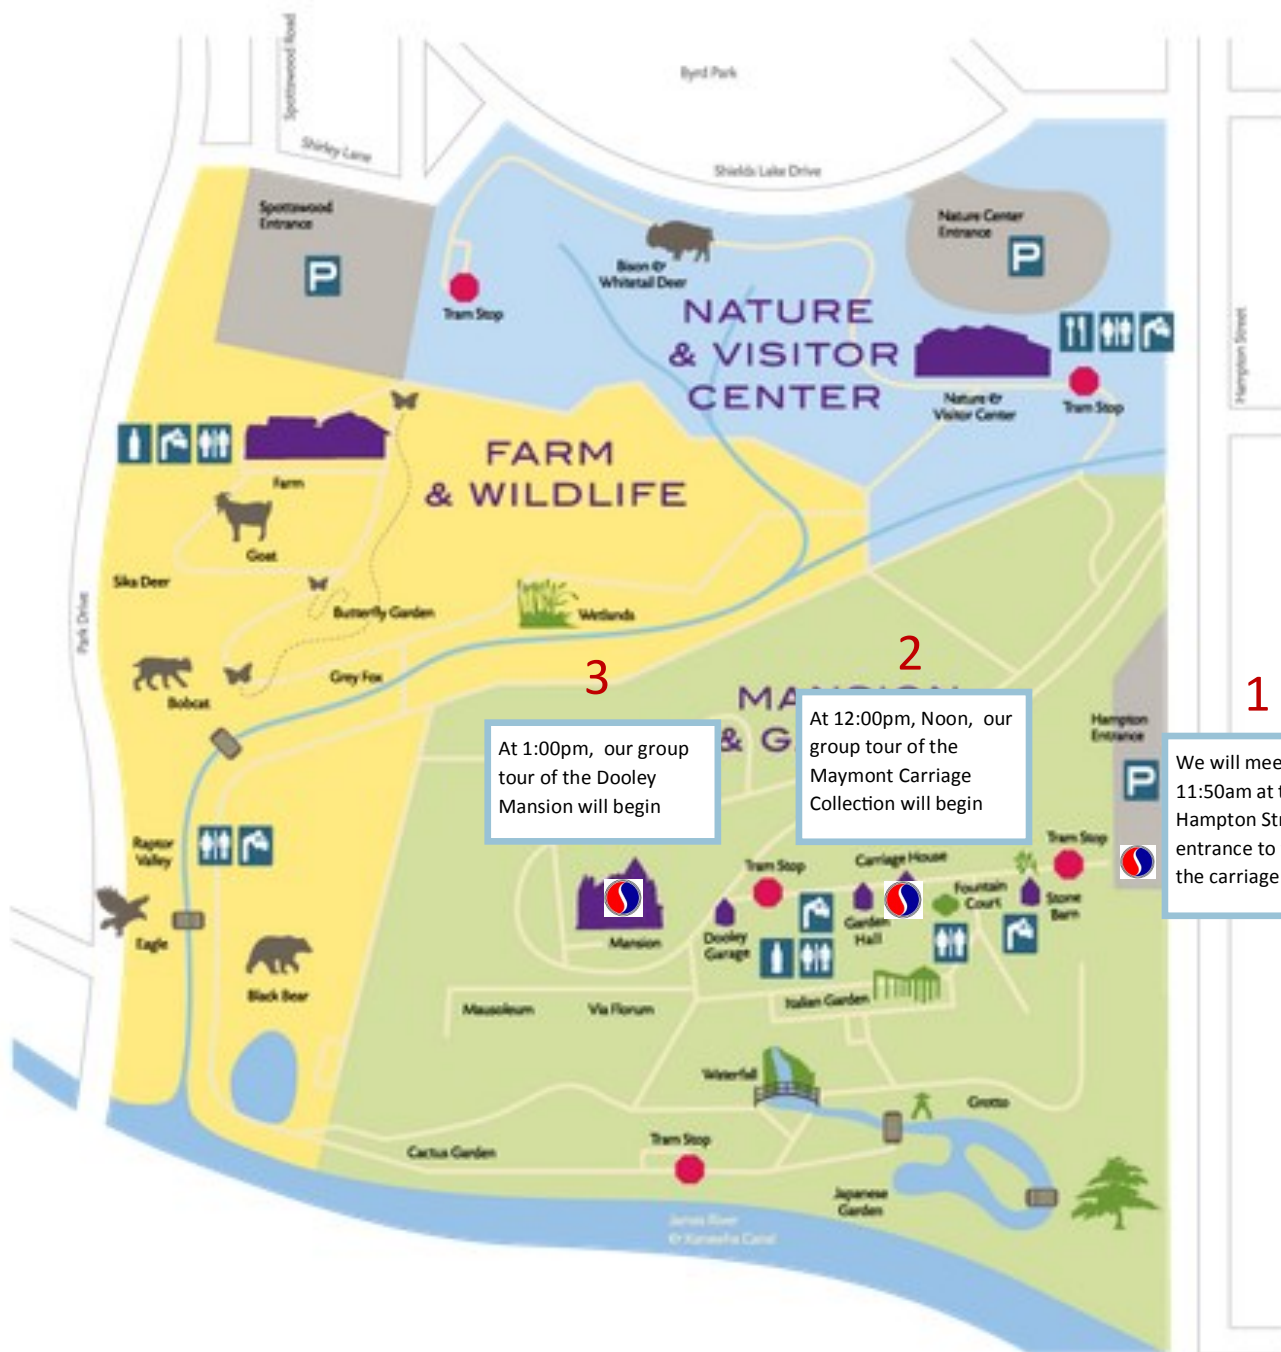 Spottswood Road
Byrd Park
Shirley Lane
Shields Lake Drive
Spottswood
Entrance
P
Nature Center
Entrance
P
Bison &
Whitetail Deer
Tram Stop
NATURE
& VISITOR
CENTER
Nature &
Visitor Center
Tram Stop
Hampton Street
FARM
& WILDLIFE
Farm
Goat
Sika Deer
Butterfly Garden
Wetlands
Park Drive
Bobcat
Grey Fox
3
2
1
MANSION
& G
Hampton
Entrance
P
At 1:00pm, our group
tour of the Dooley
Mansion will begin
At 12:00pm, Noon, our
group tour of the
Maymont Carriage
Collection will begin
We will mee
11:50am at t
Hampton Str
entrance to
the carriage
Raptor
Valley
Eagle
Black Bear
Tram Stop
Carriage House
Tram Stop
Mansion
Dooley
Garage
Garden
Hall
Fountain
Court
Stone
Barn
Mausoleum
Via Florum
Italian Garden
Waterfall
Grotto
Cactus Garden
Tram Stop
Japanese
Garden
James River
& Kanawha Canal